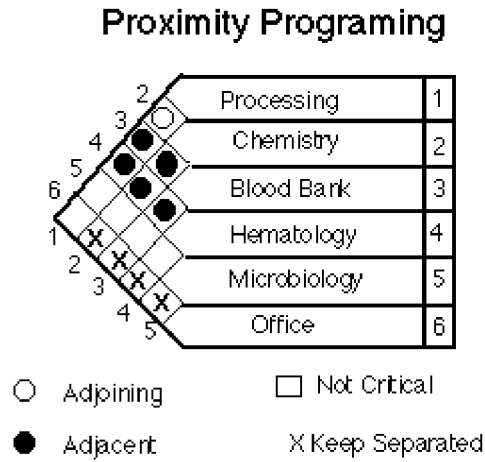 Proximity Programing
2 Processing 1
3 Chemistry 2
4 Blood Bank 3
5 Hematology 4
6 Microbiology 5
1 Office 6
2
3
4
5
X
X
X
X
Adjoining
Not Critical
Adjacent
X Keep Separated